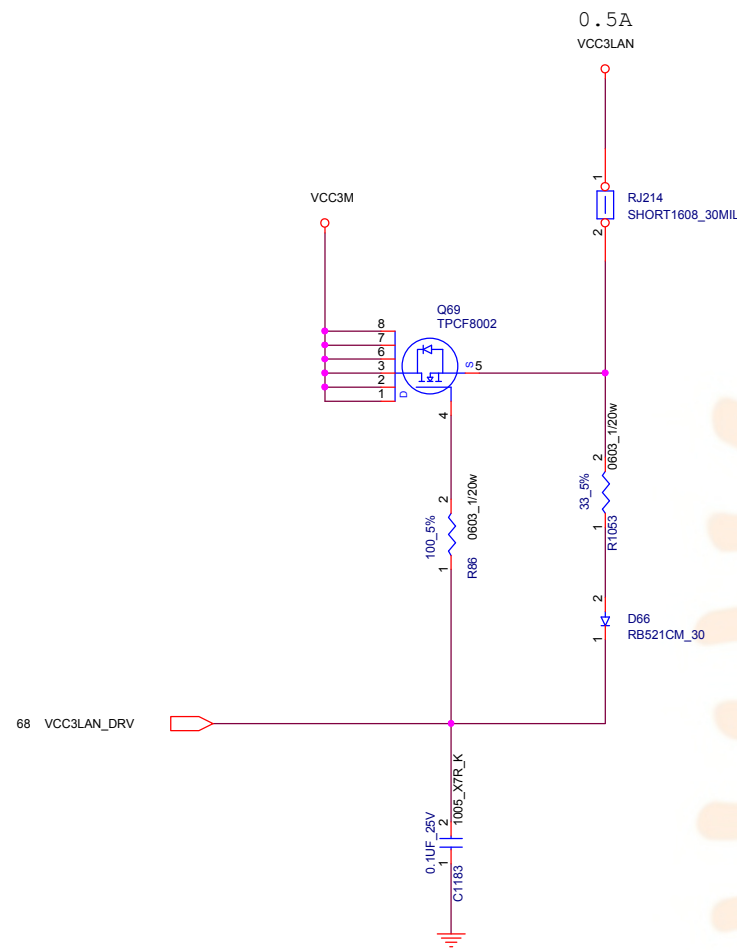 0.5A
VCC3LAN
1
RJ214
SHORT1608_30MIL
2
VCC3M
Q69
TPCF8002
8
7
6
3
2
1
D
S
5
4
2
0603_1/20w
100_5%
1
R86
2
0603_1/20w
33_5%
1
R1053
2
D66
1
RB521CM_30
68 VCC3LAN_DRV
1005_X7R_K
2
0.1UF_25V
1
C1183